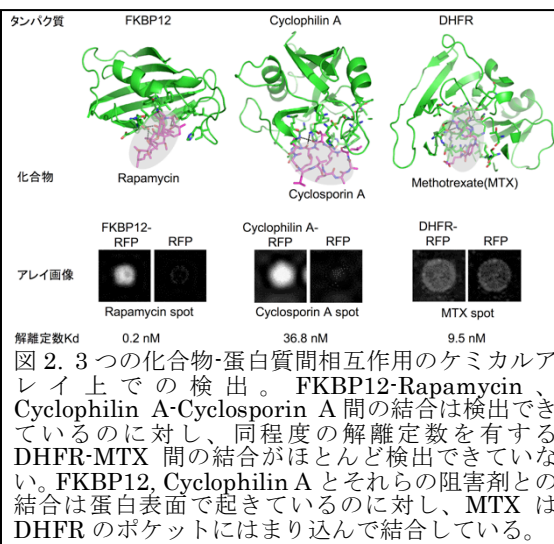 タンパク質 FKBP12 Cyclophilin A DHFR
化合物
Rapamycin
Cyclosporin A
Methotrexate(MTX)
FKBP12-
RFP RFP
Cyclophilin A-
RFP RFP
DHFR-
RFP RFP
アレイ画像
Rapamycin spot Cyclosporin A spot MTX spot
解離定数Kd 0.2 nM 36.8 nM 9.5 nM
図 2. 3 つの化合物-蛋白質間相互作用のケミカルア
レイ上での検出。FKBP12-Rapamycin、
Cyclophilin A-Cyclosporin A 間の結合は検出でき
ているのに対し、同程度の解離定数を有する
DHFR-MTX 間の結合がほとんど検出できていな
い。FKBP12, Cyclophilin A とそれらの阻害剤との
結合は蛋白表面で起きているのに対し、MTX は
DHFR のポケットにはまり込んで結合している。